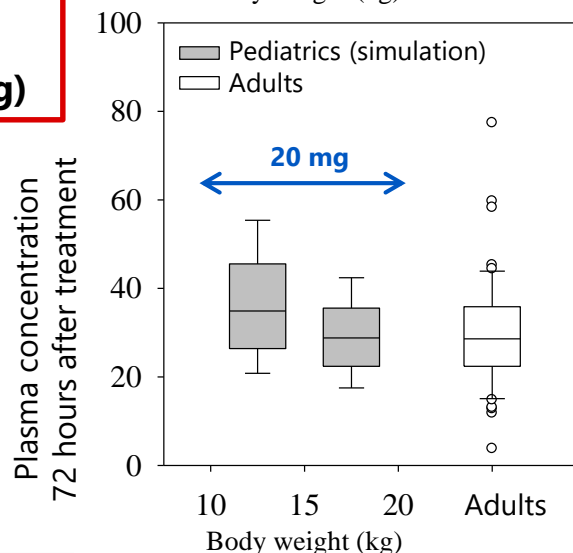 g)
100
Pediatrics (simulation)
Adults
80
20 mg
60
40
20
0
Plasma concentration
72 hours after treatment
10 15 20 Adults
Body weight (kg)